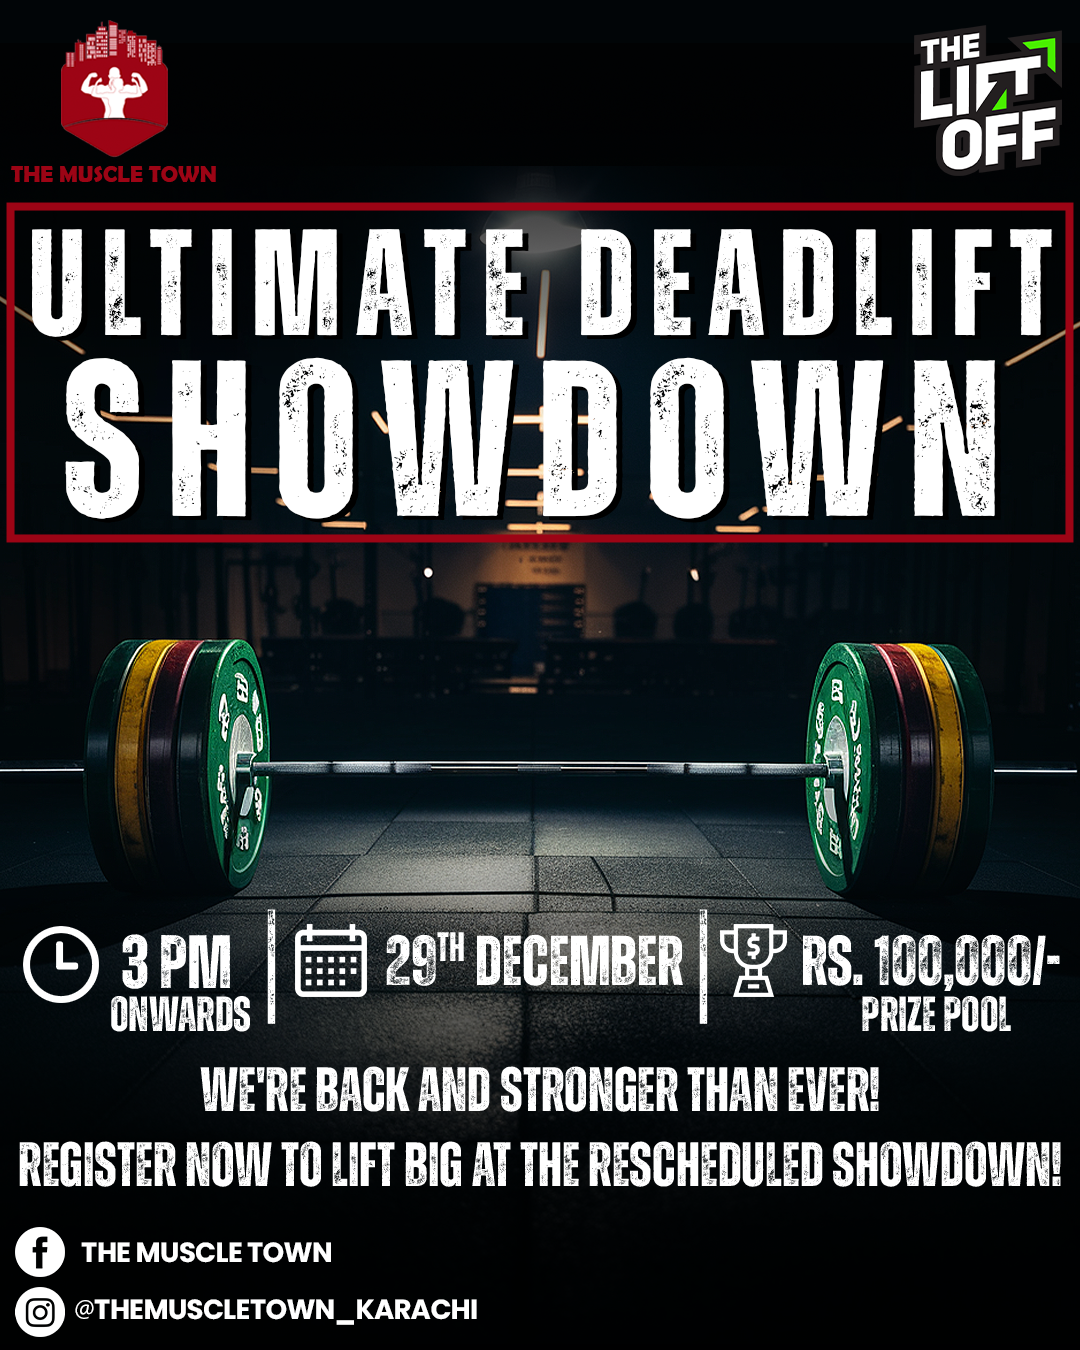 THE MUSCLE TOWN
THE
LIFT
OFF
ULTIMATE DEADLIFT
SHOWDOWN
3 PM
ONWARDS
29TH DECEMBER
RS. 100,000/-
PRIZE POOL
WE'RE BACK AND STRONGER THAN EVER!
REGISTER NOW TO LIFT BIG AT THE RESCHEDULED SHOWDOWN!
THE MUSCLE TOWN
@THEMUSCLETOWN_KARACHI